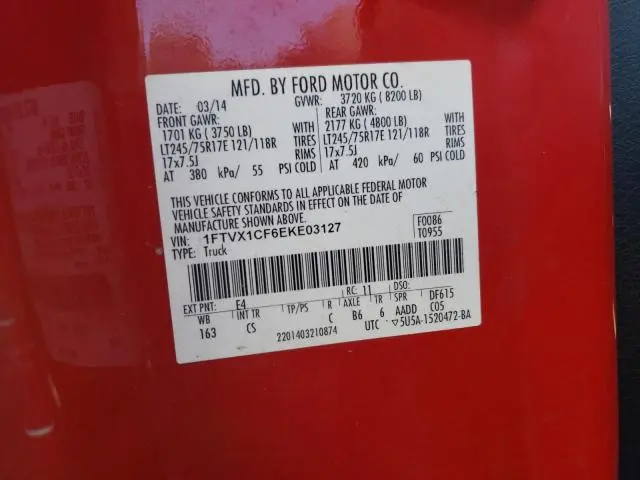 MFD. BY FORD MOTOR CO.
DATE: 03/14 GVWR: 3720 KG ( 8200 LB)
FRONT GAWR: REAR GAWR:
1701 KG ( 3750 LB) WITH 2177 KG ( 4800 LB) WITH
LT245/75R17E 121/118R TIRES LT245/75R17E 121/118R TIRES
17x7.5J RIMS 17x7.5J RIMS
AT 380 kPa/ 55 PSI COLD AT 420 kPa/ 60 PSI COLD
THIS VEHICLE CONFORMS TO ALL APPLICABLE FEDERAL MOTOR
VEHICLE SAFETY STANDARDS IN EFFECT ON THE DATE OF
MANUFACTURE SHOWN ABOVE.
VIN: 1FTVX1CF6EKE03127 F0086
TYPE: Truck T0955
EXT PNT: E4 RC: 11 DSO:
WB INT TR TP/PS R AXLE TR SPR DF615
163 CS C B6 6 AADD C05
2201403210874 UTC ▽5U5A-1520472-BA